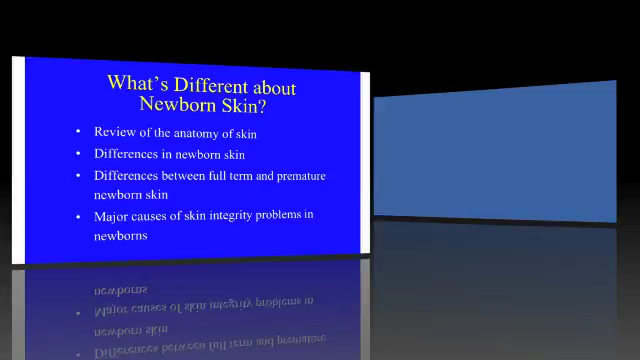 What's Different about
Newborn Skin?
• Review of the anatomy of skin
• Differences in newborn skin
• Differences between full term and premature
newborn skin
• Major causes of skin integrity problems in
newborns